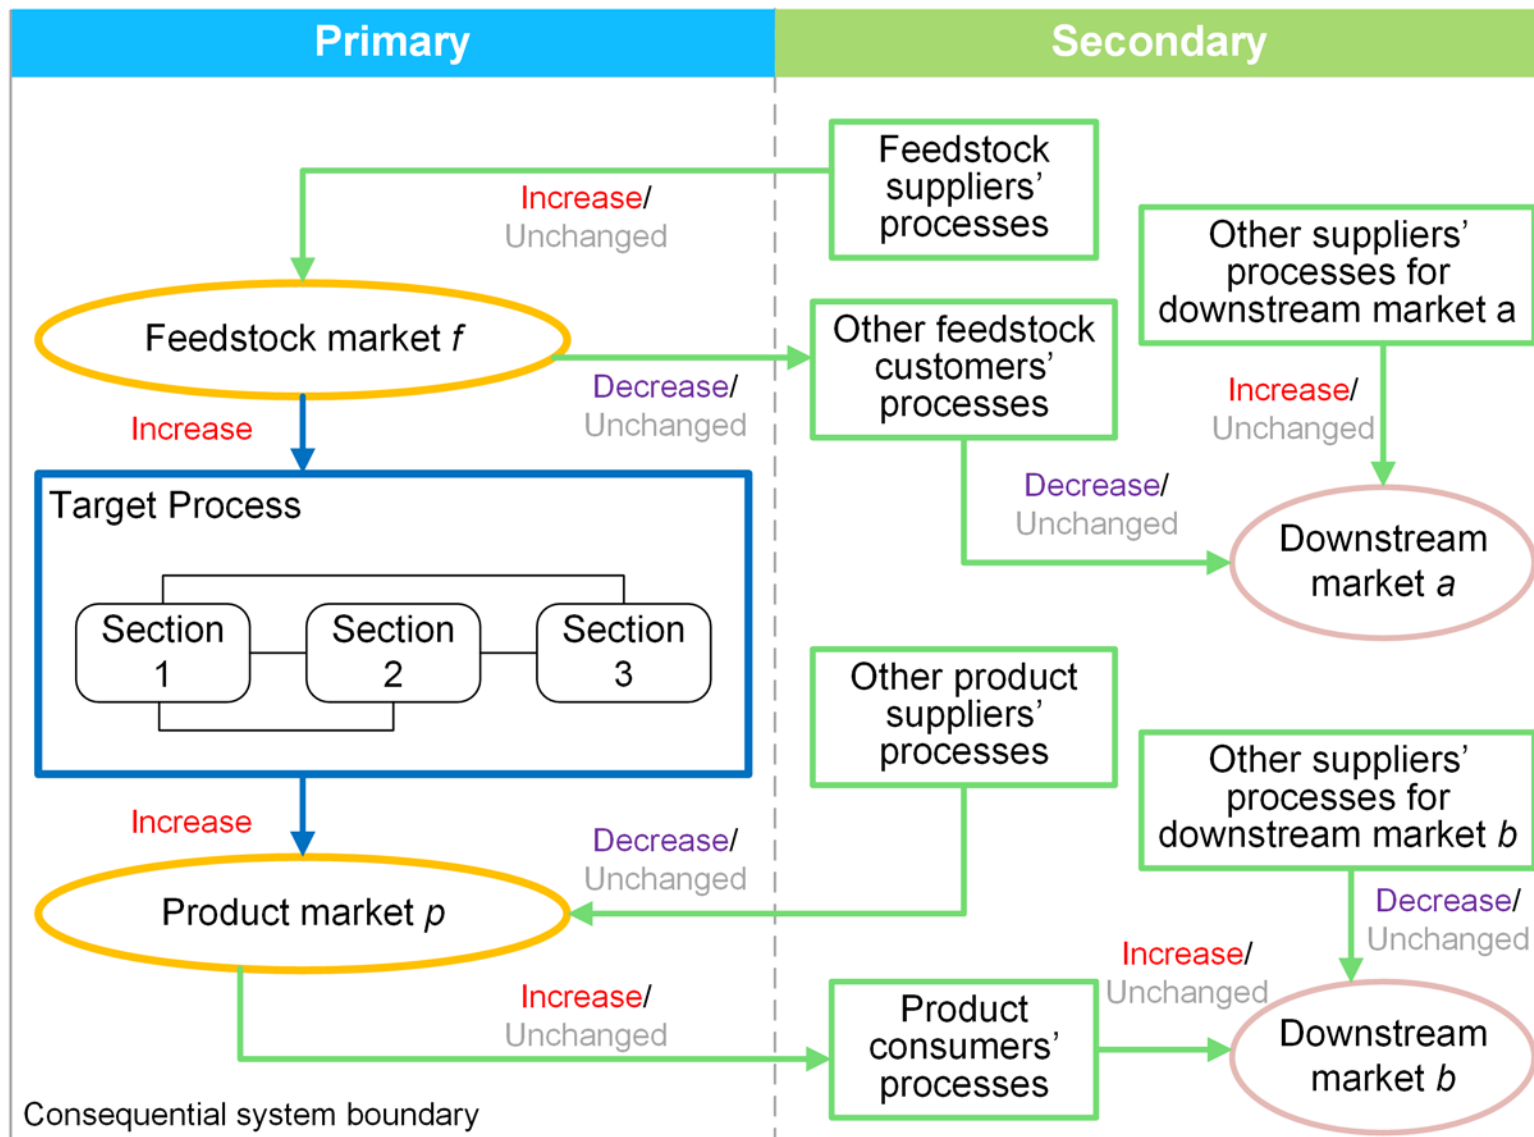 Primary
Secondary
Feedstock
suppliers’
processes
Increase/
Unchanged
Other suppliers’
processes for
downstream market a
Feedstock market f
Other feedstock
customers’
processes
Decrease/
Unchanged
Increase/
Unchanged
Increase
Decrease/
Unchanged
Target Process
Downstream
market a
Section
1
Section
2
Section
3
Other product
suppliers’
processes
Other suppliers’
processes for
downstream market b
Increase
Decrease/
Unchanged
Product market p
Decrease/
Unchanged
Increase/
Unchanged
Increase/
Unchanged
Product
consumers’
processes
Downstream
market b
Consequential system boundary